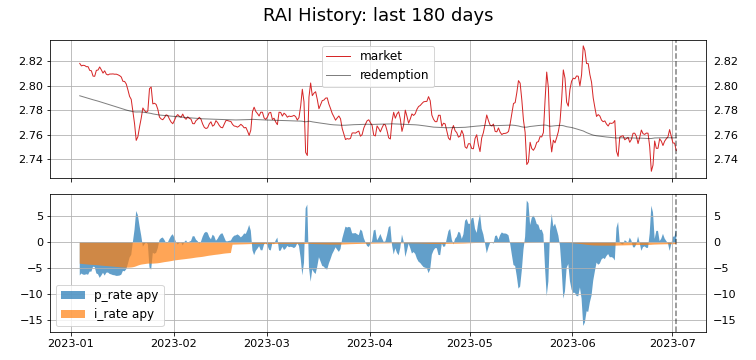 RAI History: last 180 days
2.82 2.82
2.80 2.80
2.78 2.78
2.76 2.76
2.74 2.74
market
redemption
5 5
0 0
−5 −5
−10 −10
−15 −15
p_rate apy
i_rate apy
2023-01 2023-02 2023-03 2023-04 2023-05 2023-06 2023-07